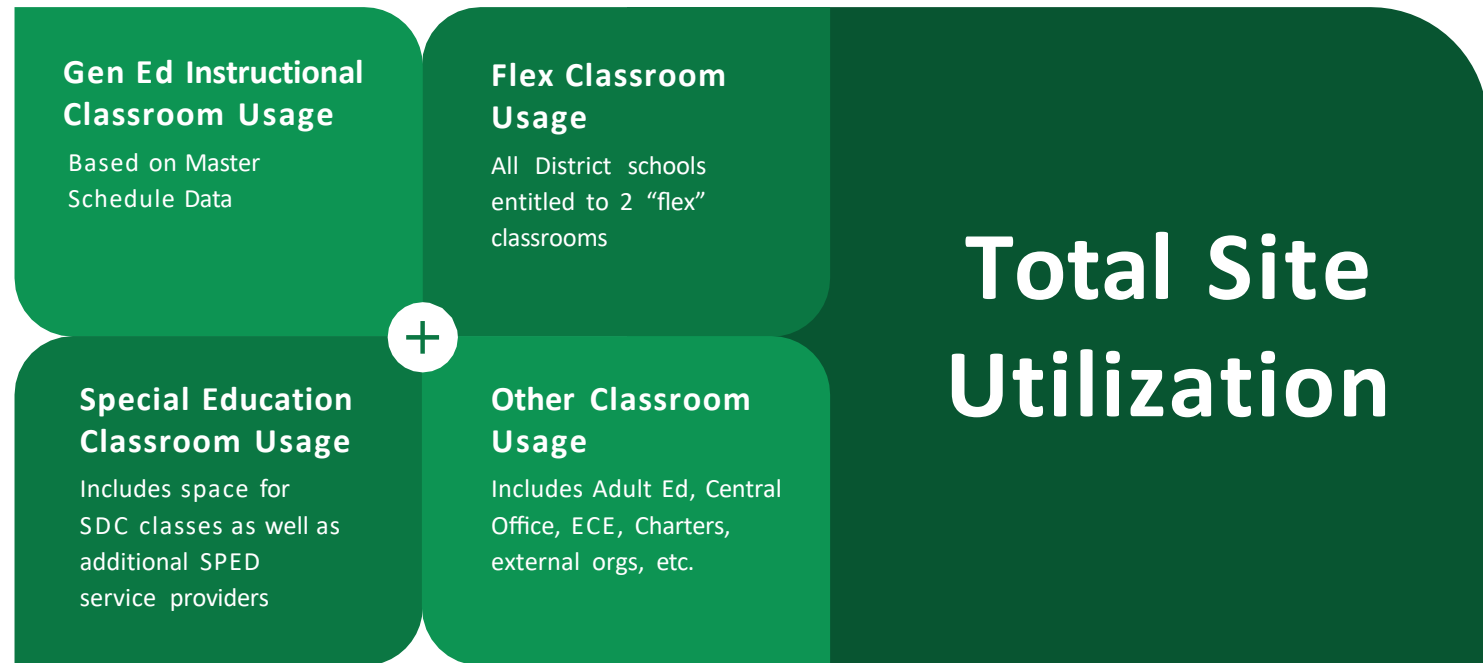 Gen Ed Instructional
Classroom Usage
Based on Master
Schedule Data
Flex Classroom
Usage
All District schools
entitled to 2 “flex”
classrooms
+
Special Education
Classroom Usage
Includes space for
SDC classes as well as
additional SPED
service providers
Other Classroom
Usage
Includes Adult Ed, Central
Office, ECE, Charters,
external orgs, etc.
Total Site
Utilization